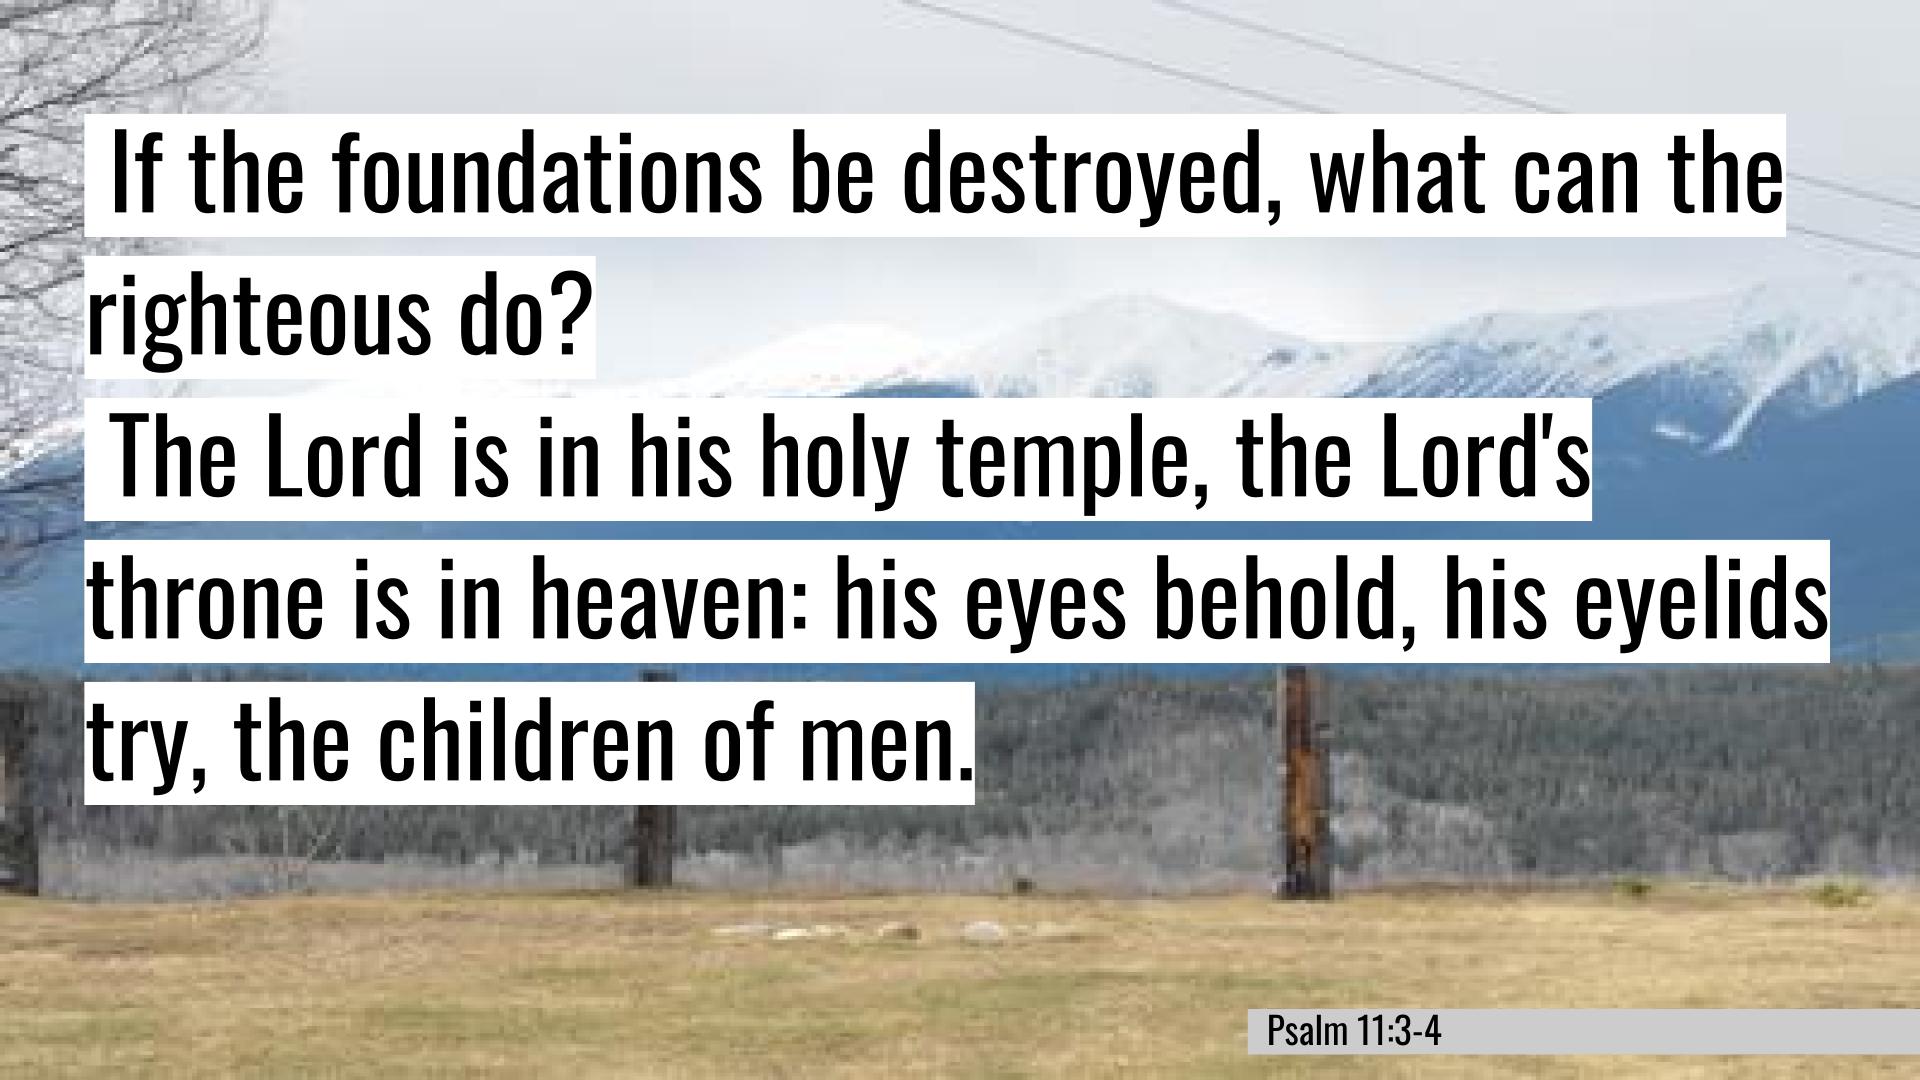 If the foundations be destroyed, what can the
righteous do?
The Lord is in his holy temple, the Lord's
throne is in heaven: his eyes behold, his eyelids
try, the children of men.
Psalm 11:3-4